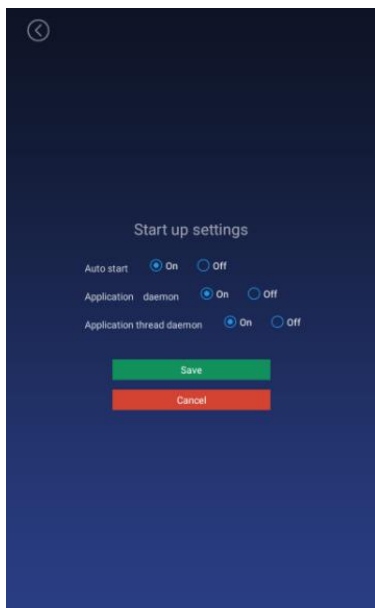 Start up settings
Auto start On Off
Application daemon On Off
Application thread daemon On Off
Save
Cancel